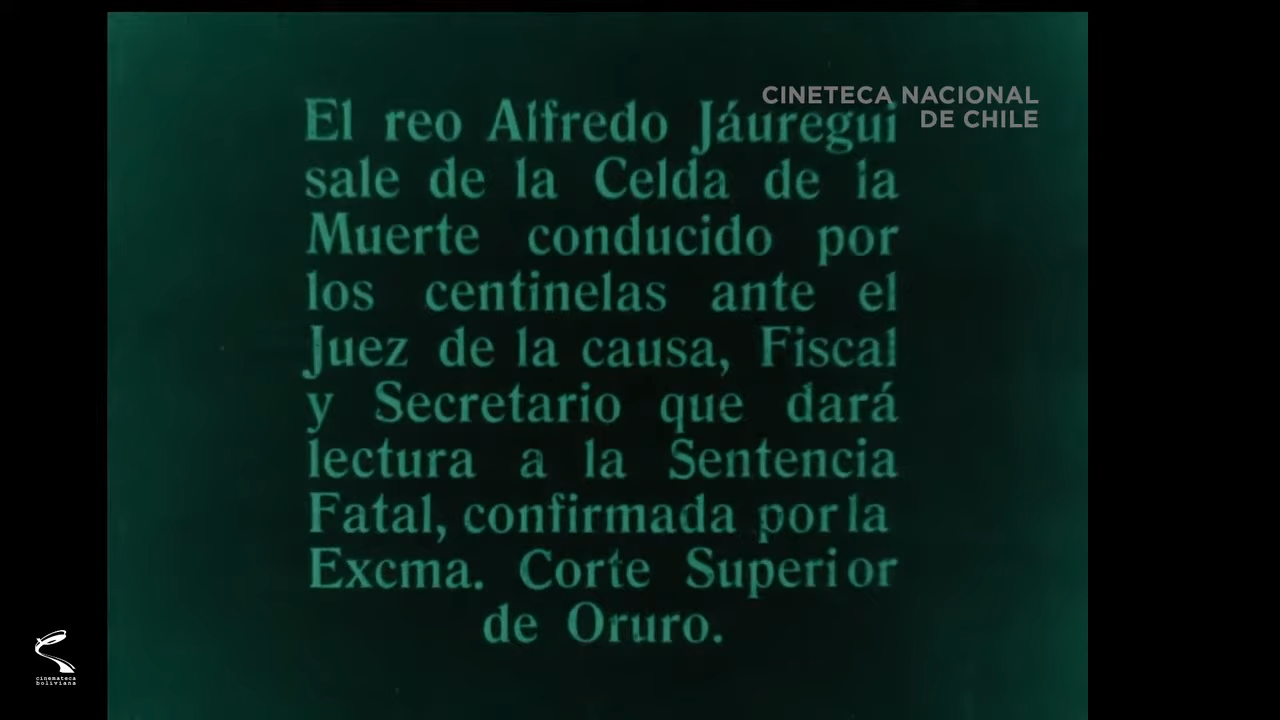 CINETECA NACIONAL
DE CHILE
El reo Alfredo Jáuregui
sale de la Celda de la
Muerte conducido por
los centinelas ante el
Juez de la causa, Fiscal
y Secretario que dará
lectura a la Sentencia
Fatal, confirmada por la
Excma. Corte Superior
de Oruro.
cinemateca
boliviana